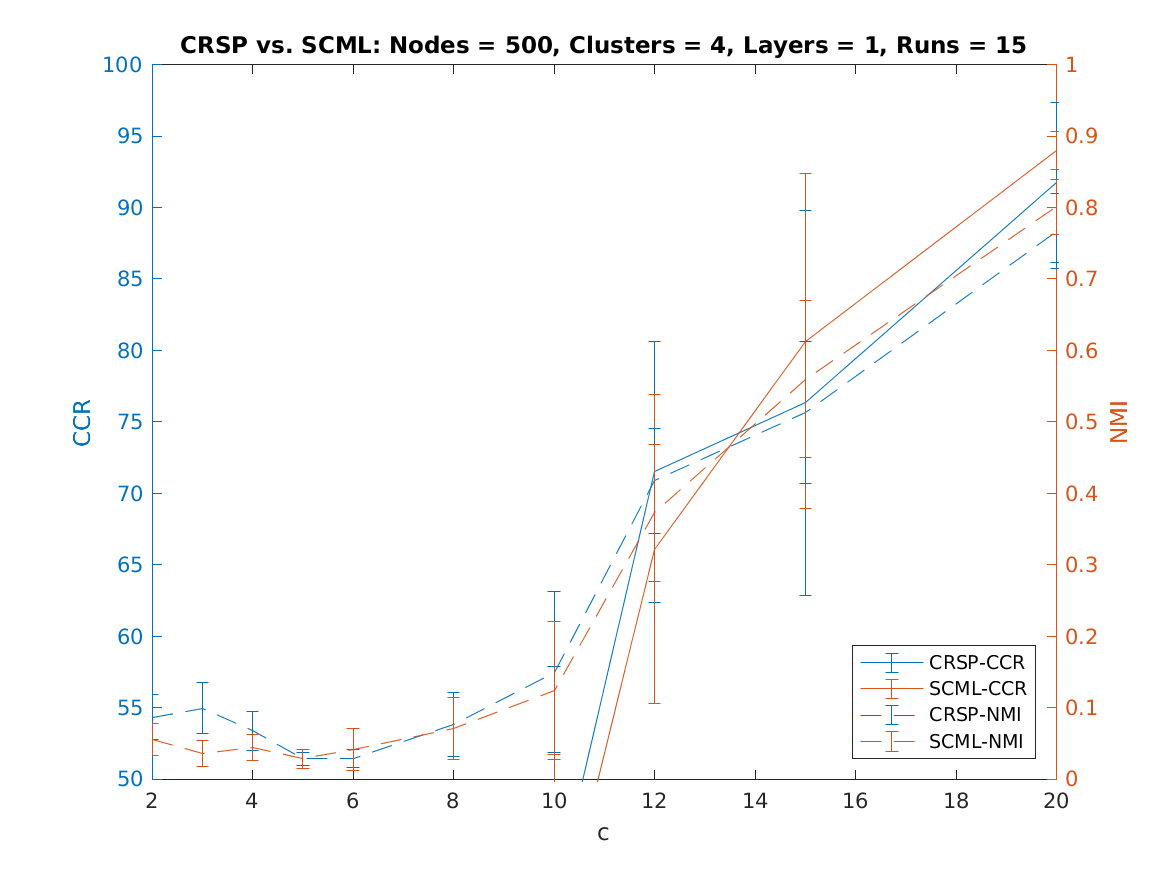 CRSP vs. SCML: Nodes = 500, Clusters = 4, Layers = 1, Runs = 15
100
95
90
85
80
75
70
65
60
55
50
CCR
1
0.9
0.8
0.7
0.6
0.5
0.4
0.3
0.2
0.1
0
NMI
CRSP-CCR
SCML-CCR
CRSP-NMI
SCML-NMI
2 4 6 8 10 12 14 16 18 20
c